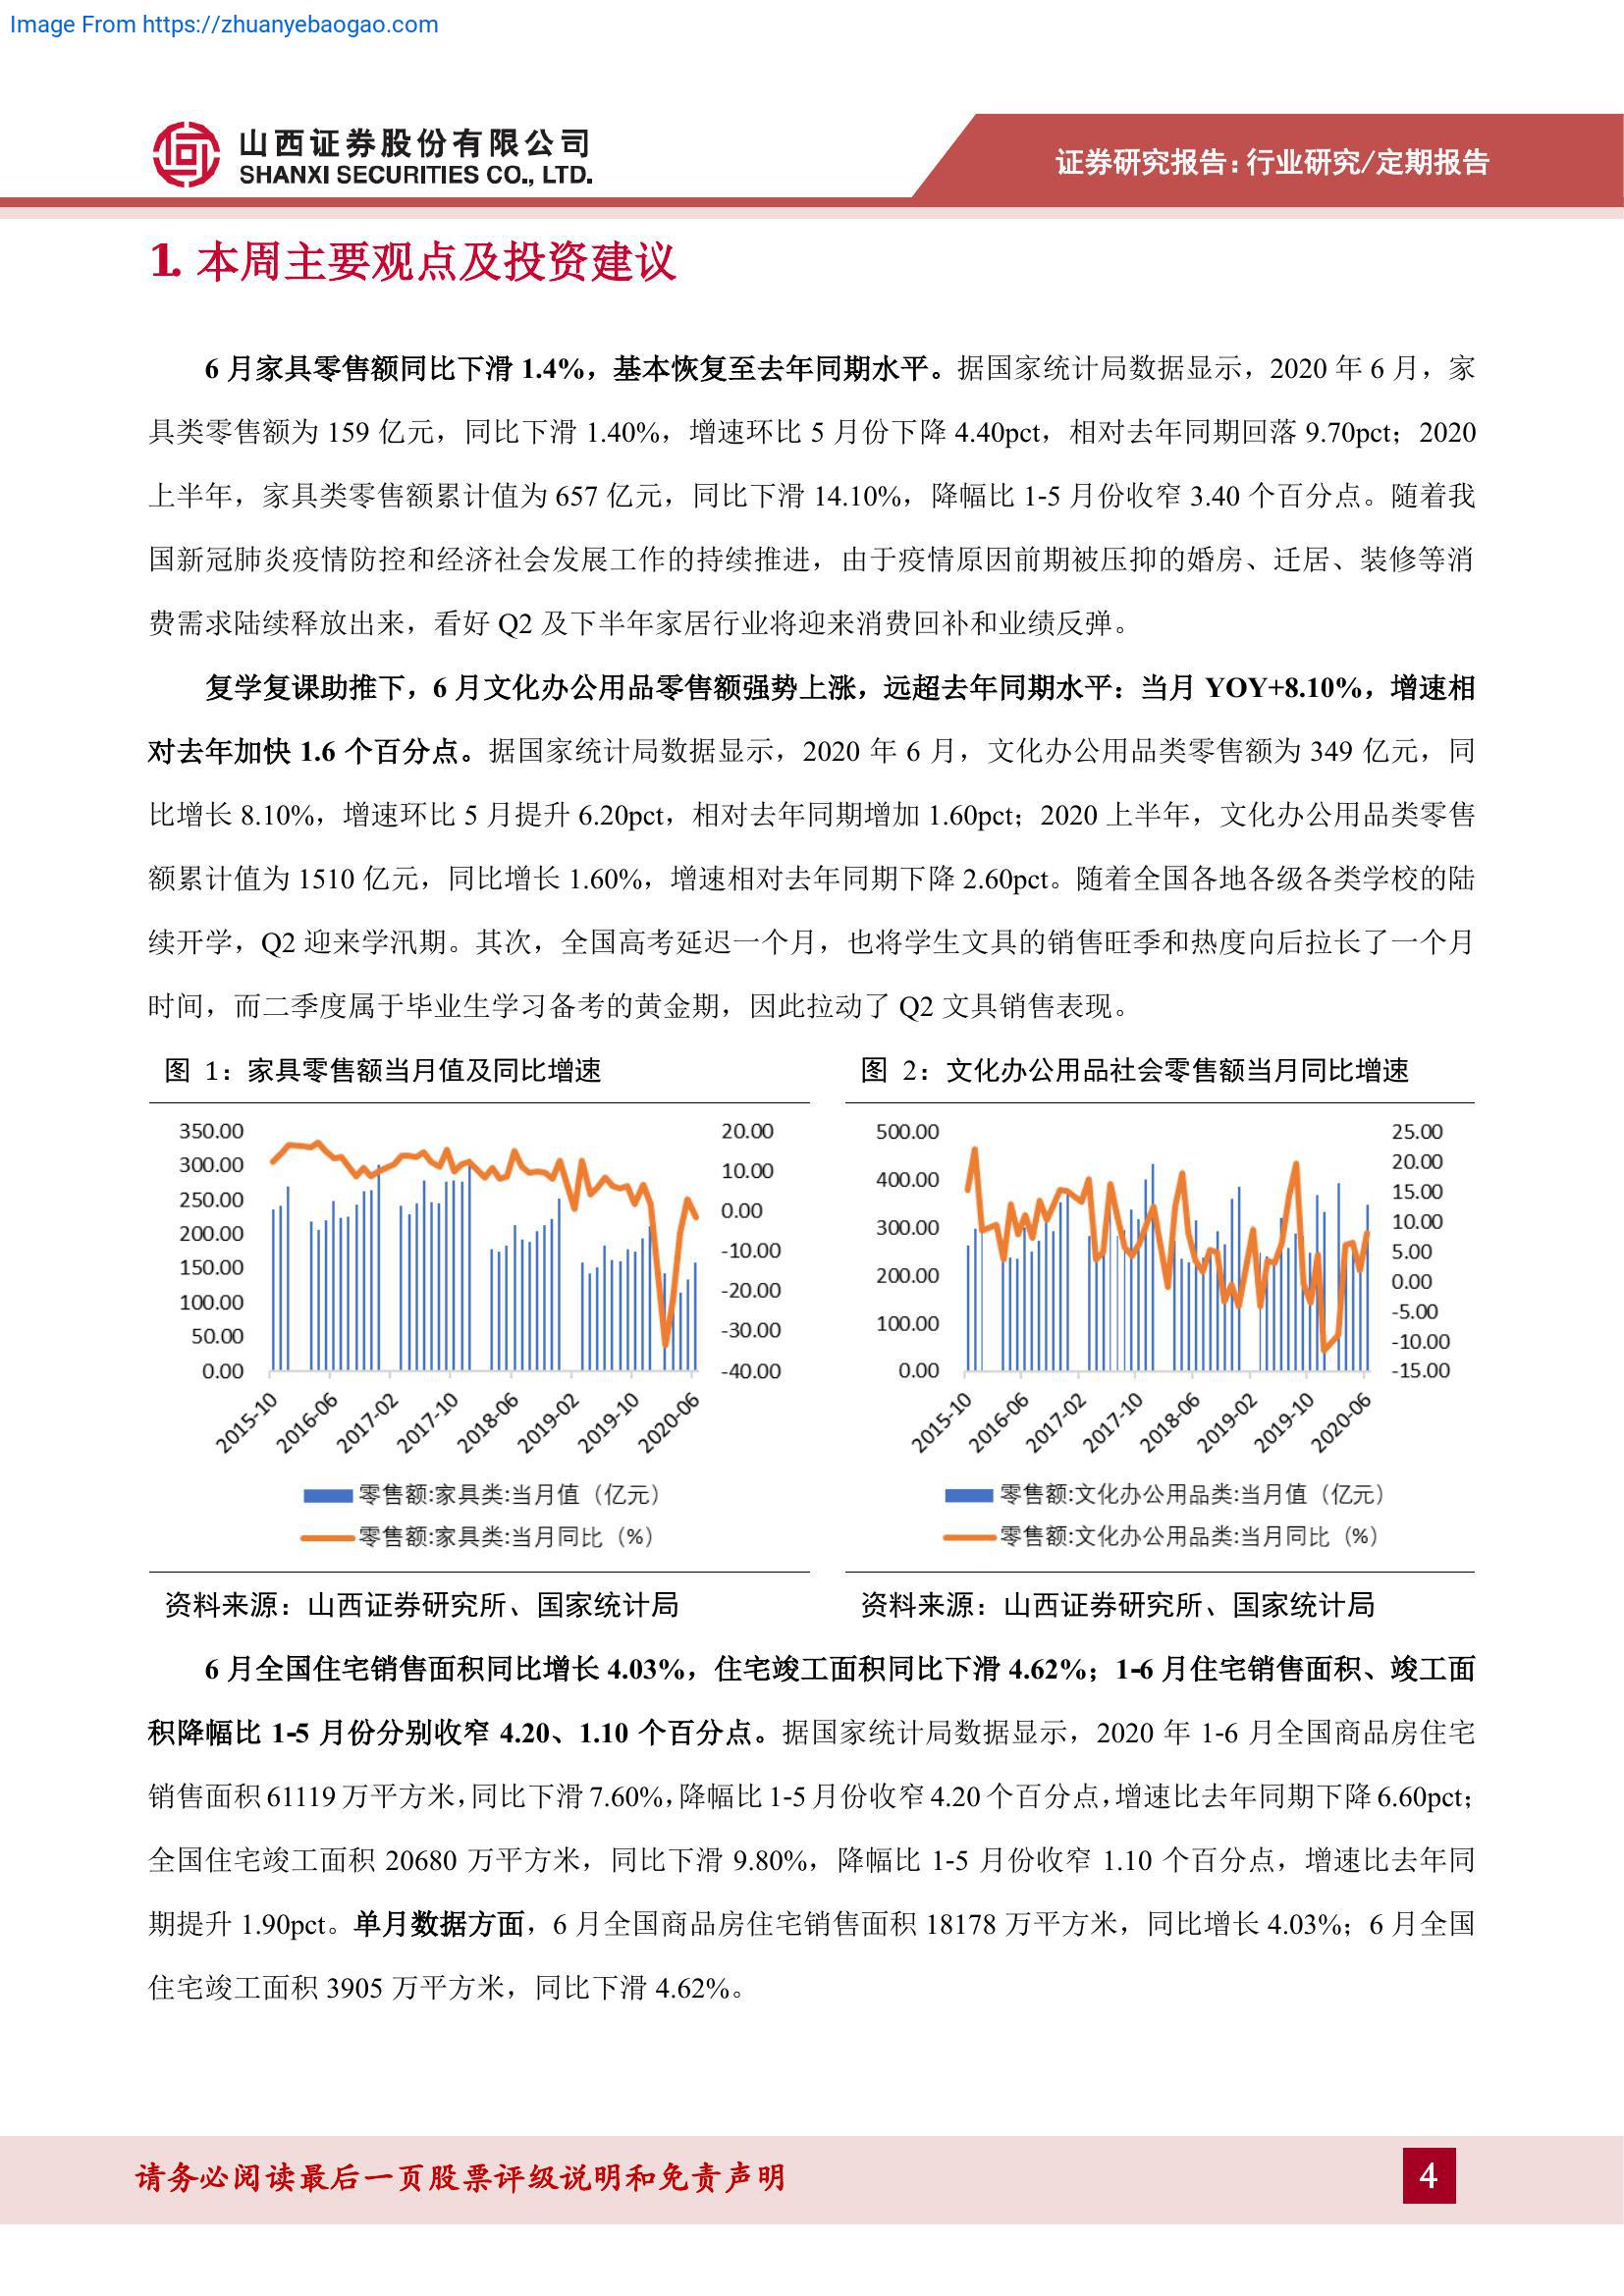 Image From https://zhuanyebaogao.com
山西证券股份有限公司
SHANXI SECURITIES CO., LTD.
证券研究报告:行业研究/定期报告
1. 本周主要观点及投资建议
6 月家具零售额同比下滑 1.4%，基本恢复至去年同期水平。据国家统计局数据显示，2020 年 6 月，家
具类零售额为 159 亿元，同比下滑 1.40%，增速环比 5 月份下降 4.40pct，相对去年同期回落 9.70pct；2020
上半年，家具类零售额累计值为 657 亿元，同比下滑 14.10%，降幅比 1-5 月份收窄 3.40 个百分点。随着我
国新冠肺炎疫情防控和经济社会发展工作的持续推进，由于疫情原因前期被压抑的婚房、迁居、装修等消
费需求陆续释放出来，看好 Q2 及下半年家居行业将迎来消费回补和业绩反弹。
复学复课助推下，6 月文化办公用品零售额强势上涨，远超去年同期水平：当月 YOY+8.10%，增速相
对去年加快 1.6 个百分点。据国家统计局数据显示，2020 年 6 月，文化办公用品类零售额为 349 亿元，同
比增长 8.10%，增速环比 5 月提升 6.20pct，相对去年同期增加 1.60pct；2020 上半年，文化办公用品类零售
额累计值为 1510 亿元，同比增长 1.60%，增速相对去年同期下降 2.60pct。随着全国各地各级各类学校的陆
续开学，Q2 迎来学汛期。其次，全国高考延迟一个月，也将学生文具的销售旺季和热度向后拉长了一个月
时间，而二季度属于毕业生学习备考的黄金期，因此拉动了 Q2 文具销售表现。
图 1：家具零售额当月值及同比增速
350.00
300.00
250.00
200.00
150.00
100.00
50.00
0.00
20.00
10.00
0.00
-10.00
-20.00
-30.00
-40.00
2015-10
2016-06
2017-02
2017-10
2018-06
2019-02
2019-10
2020-06
零售额:家具类:当月值（亿元）
零售额:家具类:当月同比（%）
资料来源：山西证券研究所、国家统计局
图 2：文化办公用品社会零售额当月同比增速
500.00
400.00
300.00
200.00
100.00
0.00
25.00
20.00
15.00
10.00
5.00
0.00
-5.00
-10.00
-15.00
2015-10
2016-06
2017-02
2017-10
2018-06
2019-02
2019-10
2020-06
零售额:文化办公用品类:当月值（亿元）
零售额:文化办公用品类:当月同比（%）
资料来源：山西证券研究所、国家统计局
6 月全国住宅销售面积同比增长 4.03%，住宅竣工面积同比下滑 4.62%；1-6 月住宅销售面积、竣工面
积降幅比 1-5 月份分别收窄 4.20、1.10 个百分点。据国家统计局数据显示，2020 年 1-6 月全国商品房住宅
销售面积 61119 万平方米，同比下滑 7.60%，降幅比 1-5 月份收窄 4.20 个百分点，增速比去年同期下降 6.60pct；
全国住宅竣工面积 20680 万平方米，同比下滑 9.80%，降幅比 1-5 月份收窄 1.10 个百分点，增速比去年同
期提升 1.90pct。单月数据方面，6 月全国商品房住宅销售面积 18178 万平方米，同比增长 4.03%；6 月全国
住宅竣工面积 3905 万平方米，同比下滑 4.62%。
请务必阅读最后一页股票评级说明和免责声明
4